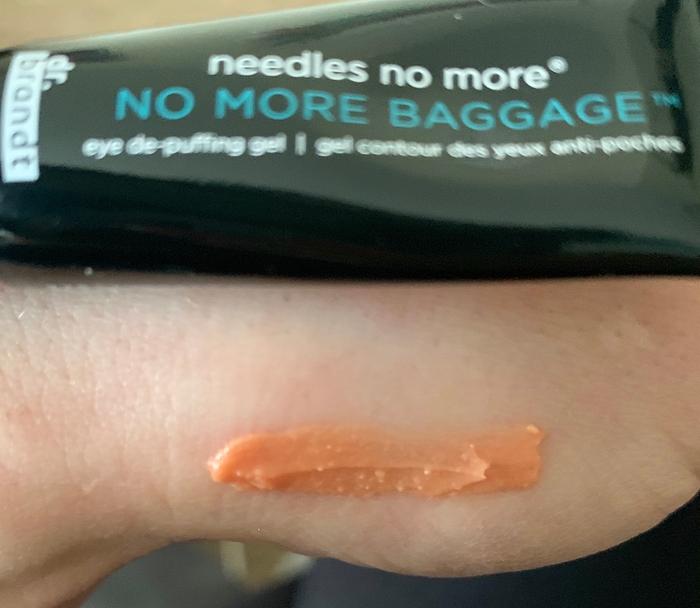 dr.
brandt
needles no more®
NO MORE BAGGAGE™
eye de-puffing gel | gel contour des yeux anti-poches